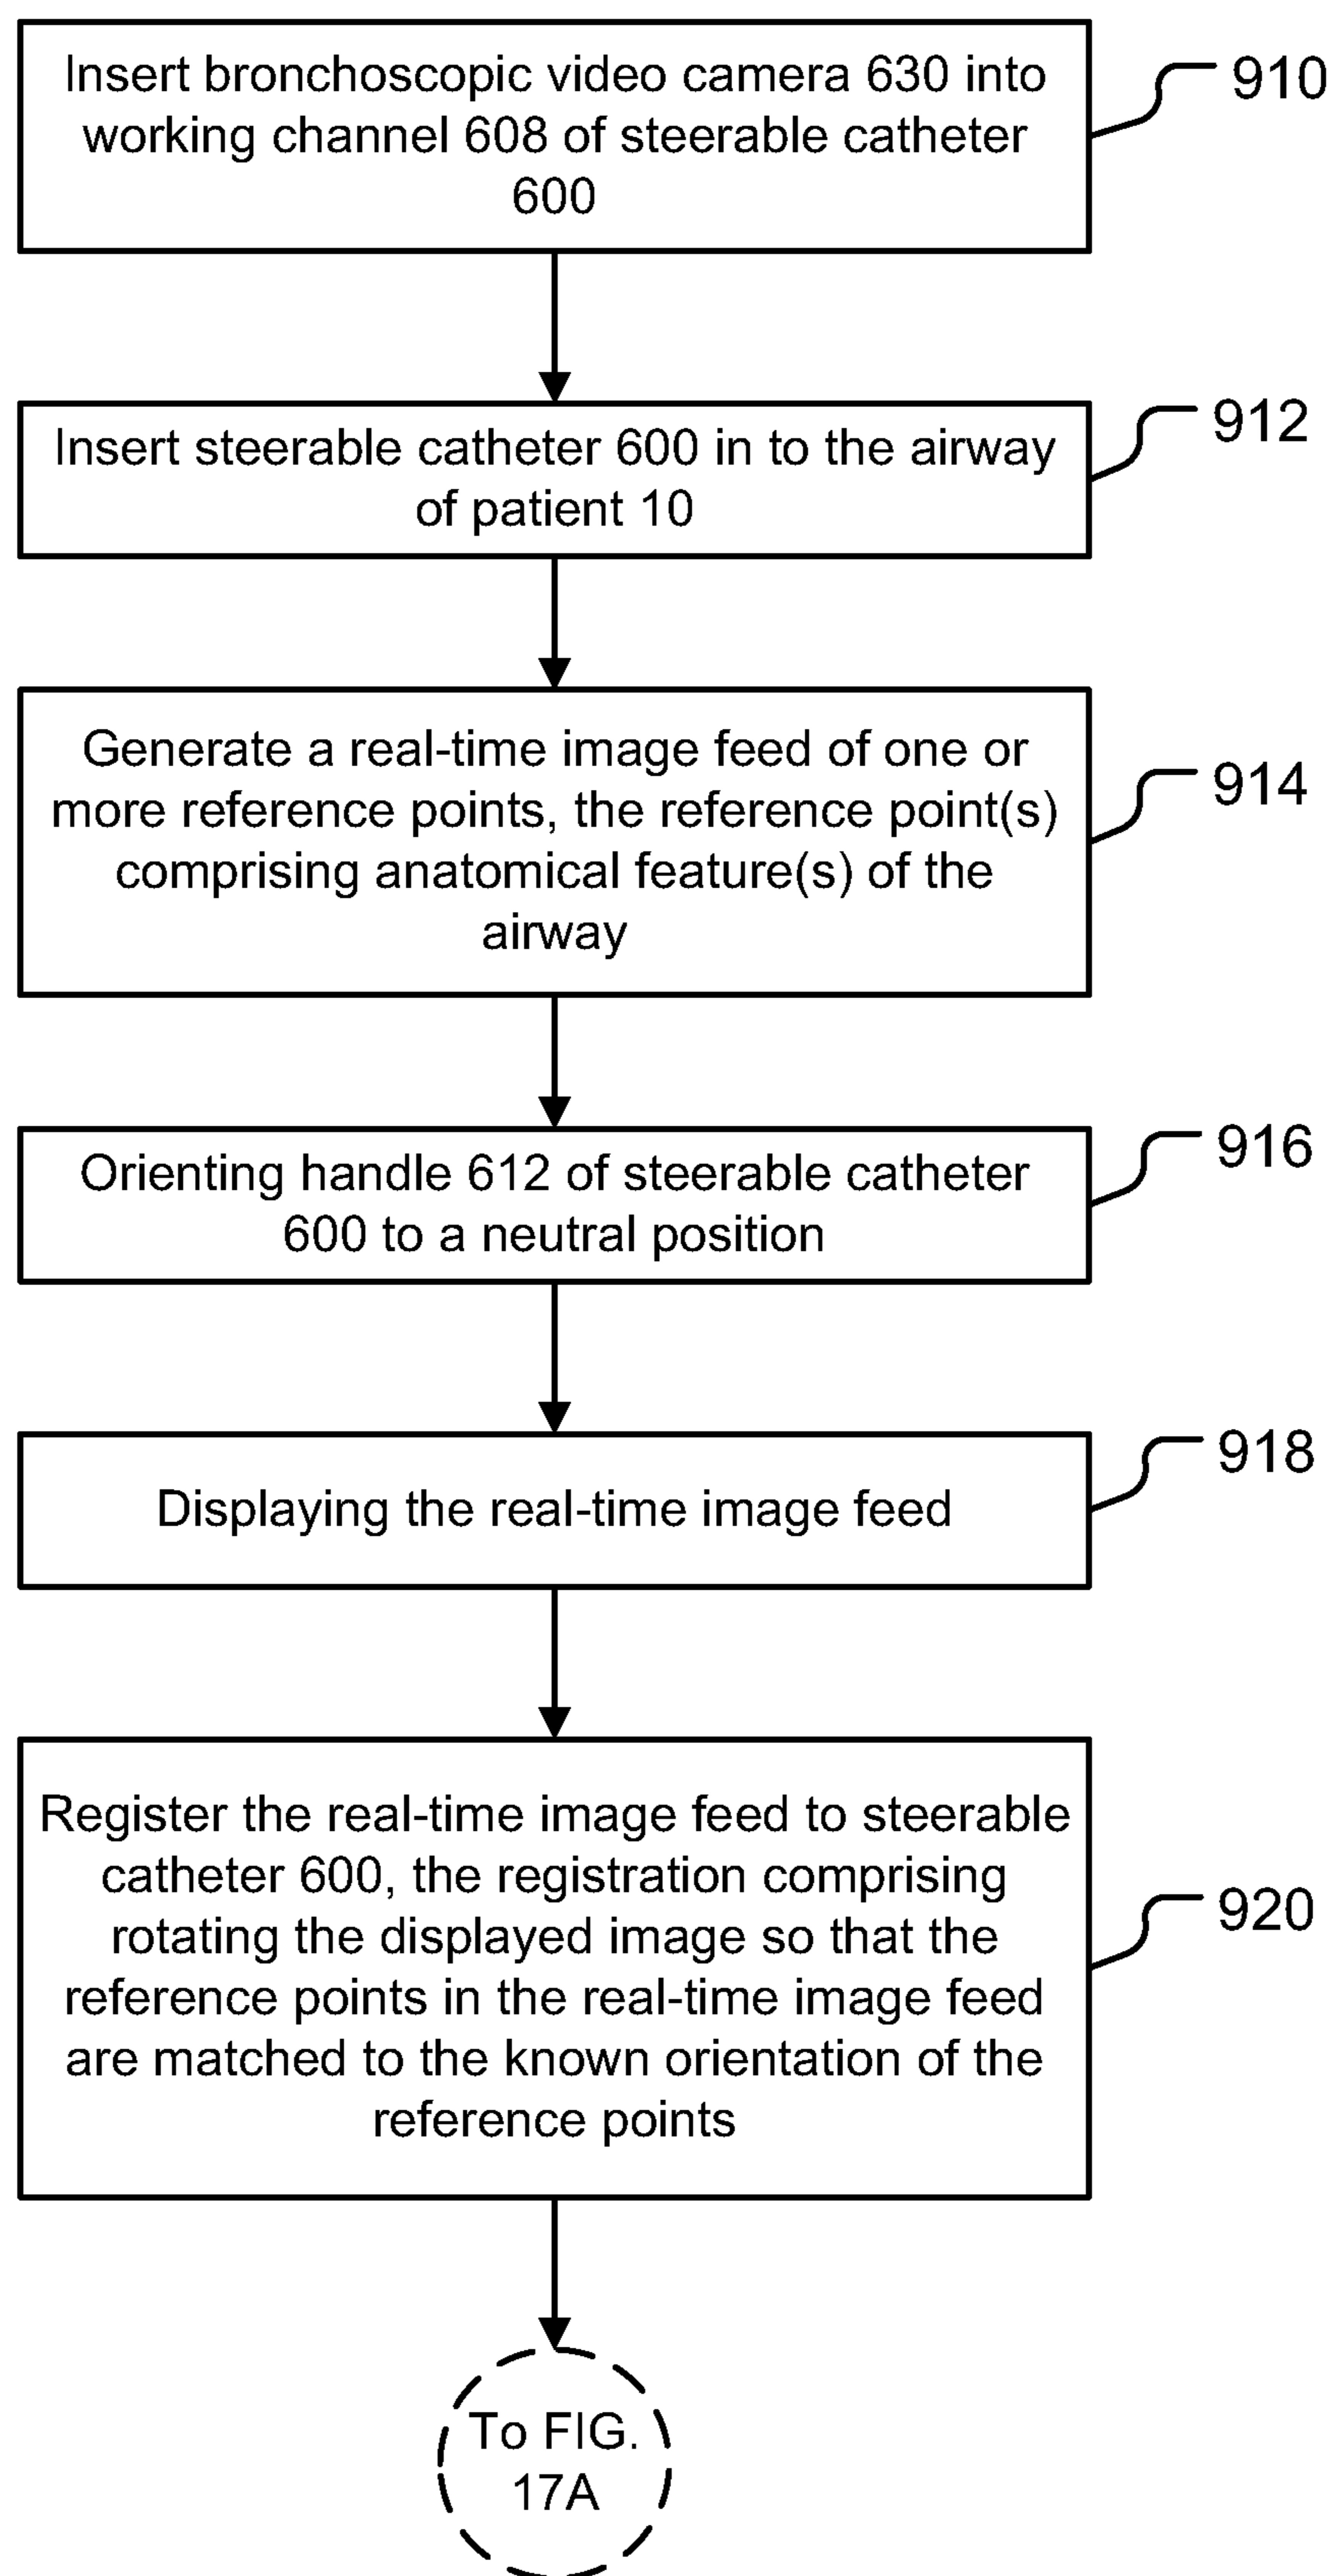 Insert bronchoscopic video camera 630 into
working channel 608 of steerable catheter
600
910
Insert steerable catheter 600 in to the airway
of patient 10
912
Generate a real-time image feed of one or
more reference points, the reference point(s)
comprising anatomical feature(s) of the
airway
914
Orienting handle 612 of steerable catheter
600 to a neutral position
916
Displaying the real-time image feed
918
Register the real-time image feed to steerable
catheter 600, the registration comprising
rotating the displayed image so that the
reference points in the real-time image feed
are matched to the known orientation of the
reference points
920
To FIG.
17A